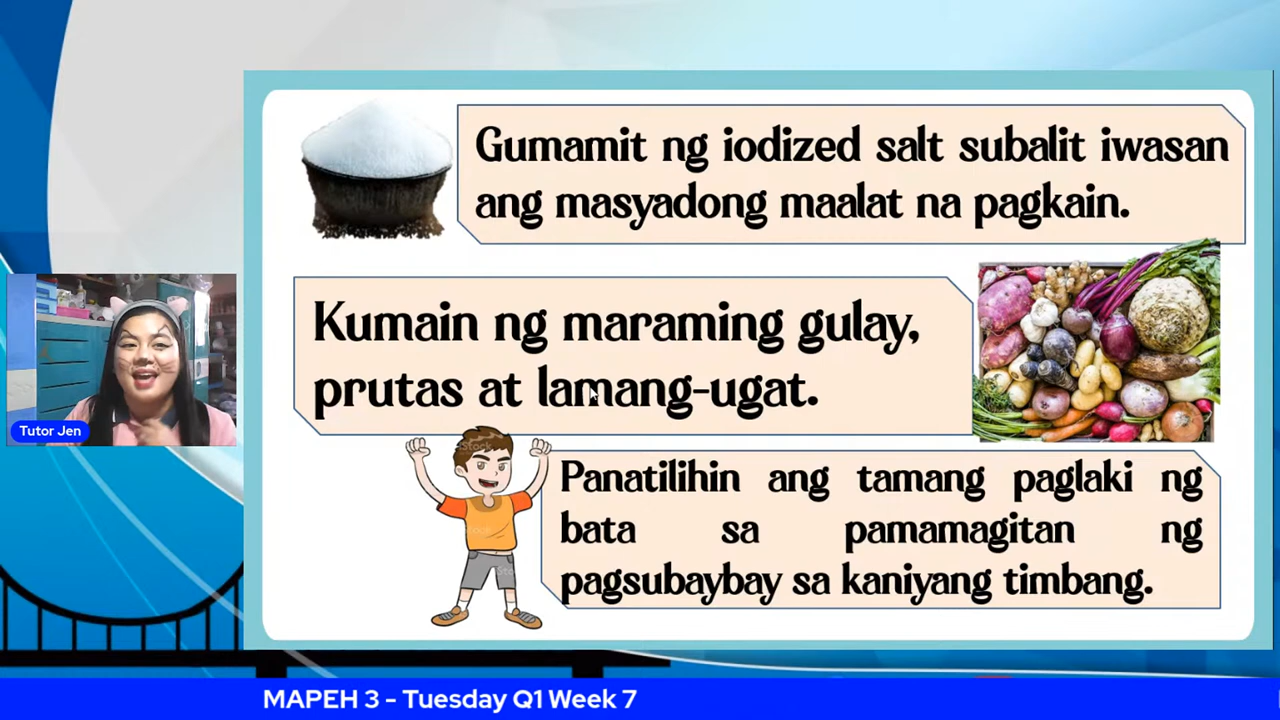 Gumamit ng iodized salt subalit iwasan
ang masyadong maalat na pagkain.
Kumain ng maraming gulay,
prutas at lamang-ugat.
Tutor Jen
Panatilihin ang tamang paglaki ng
bata sa pamamagitan ng
pagsubaybay sa kaniyang timbang.
MAPEH 3 - Tuesday Q1 Week 7